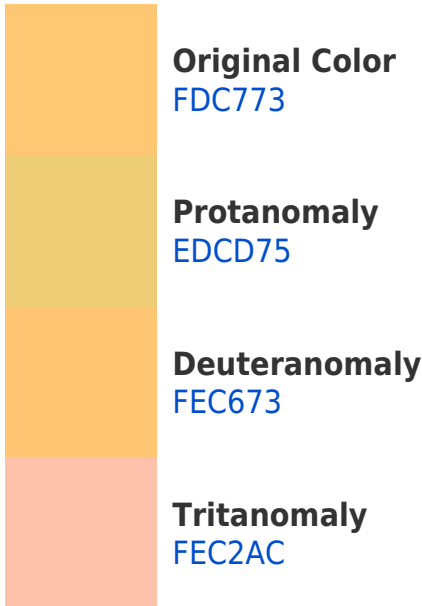 Original Color
FDC773
Protanomaly
EDCD75
Deuteranomaly
FEC673
Tritanomaly
FEC2AC